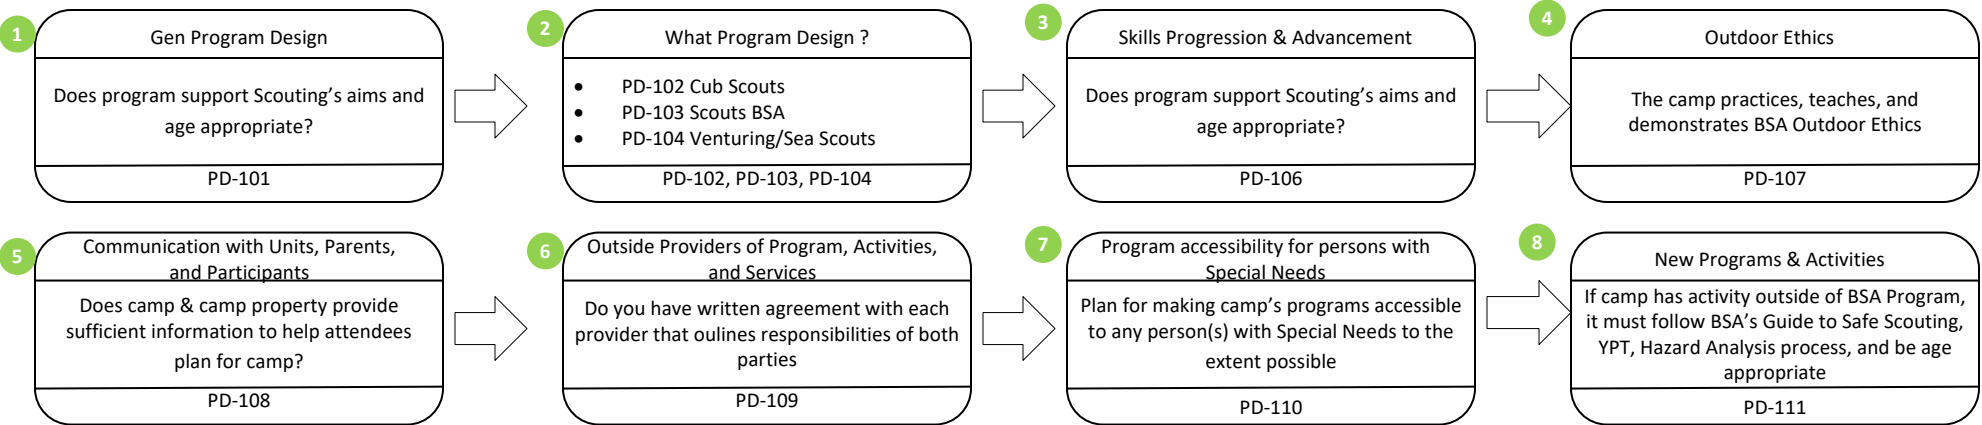 1
Gen Program Design
Does program support Scouting’s aims and
age appropriate?
PD-101
2
What Program Design ?
• PD-102 Cub Scouts
• PD-103 Scouts BSA
• PD-104 Venturing/Sea Scouts
PD-102, PD-103, PD-104
3
Skills Progression & Advancement
Does program support Scouting’s aims and
age appropriate?
PD-106
4
Outdoor Ethics
The camp practices, teaches, and
demonstrates BSA Outdoor Ethics
PD-107
5
Communication with Units, Parents,
and Participants
Does camp & camp property provide
sufficient information to help attendees
plan for camp?
PD-108
6
Outside Providers of Program, Activities,
and Services
Do you have written agreement with each
provider that oulines responsibilities of both
parties
PD-109
7
Program accessibility for persons with
Special Needs
Plan for making camp’s programs accessible
to any person(s) with Special Needs to the
extent possible
PD-110
8
New Programs & Activities
If camp has activity outside of BSA Program,
it must follow BSA’s Guide to Safe Scouting,
YPT, Hazard Analysis process, and be age
appropriate
PD-111